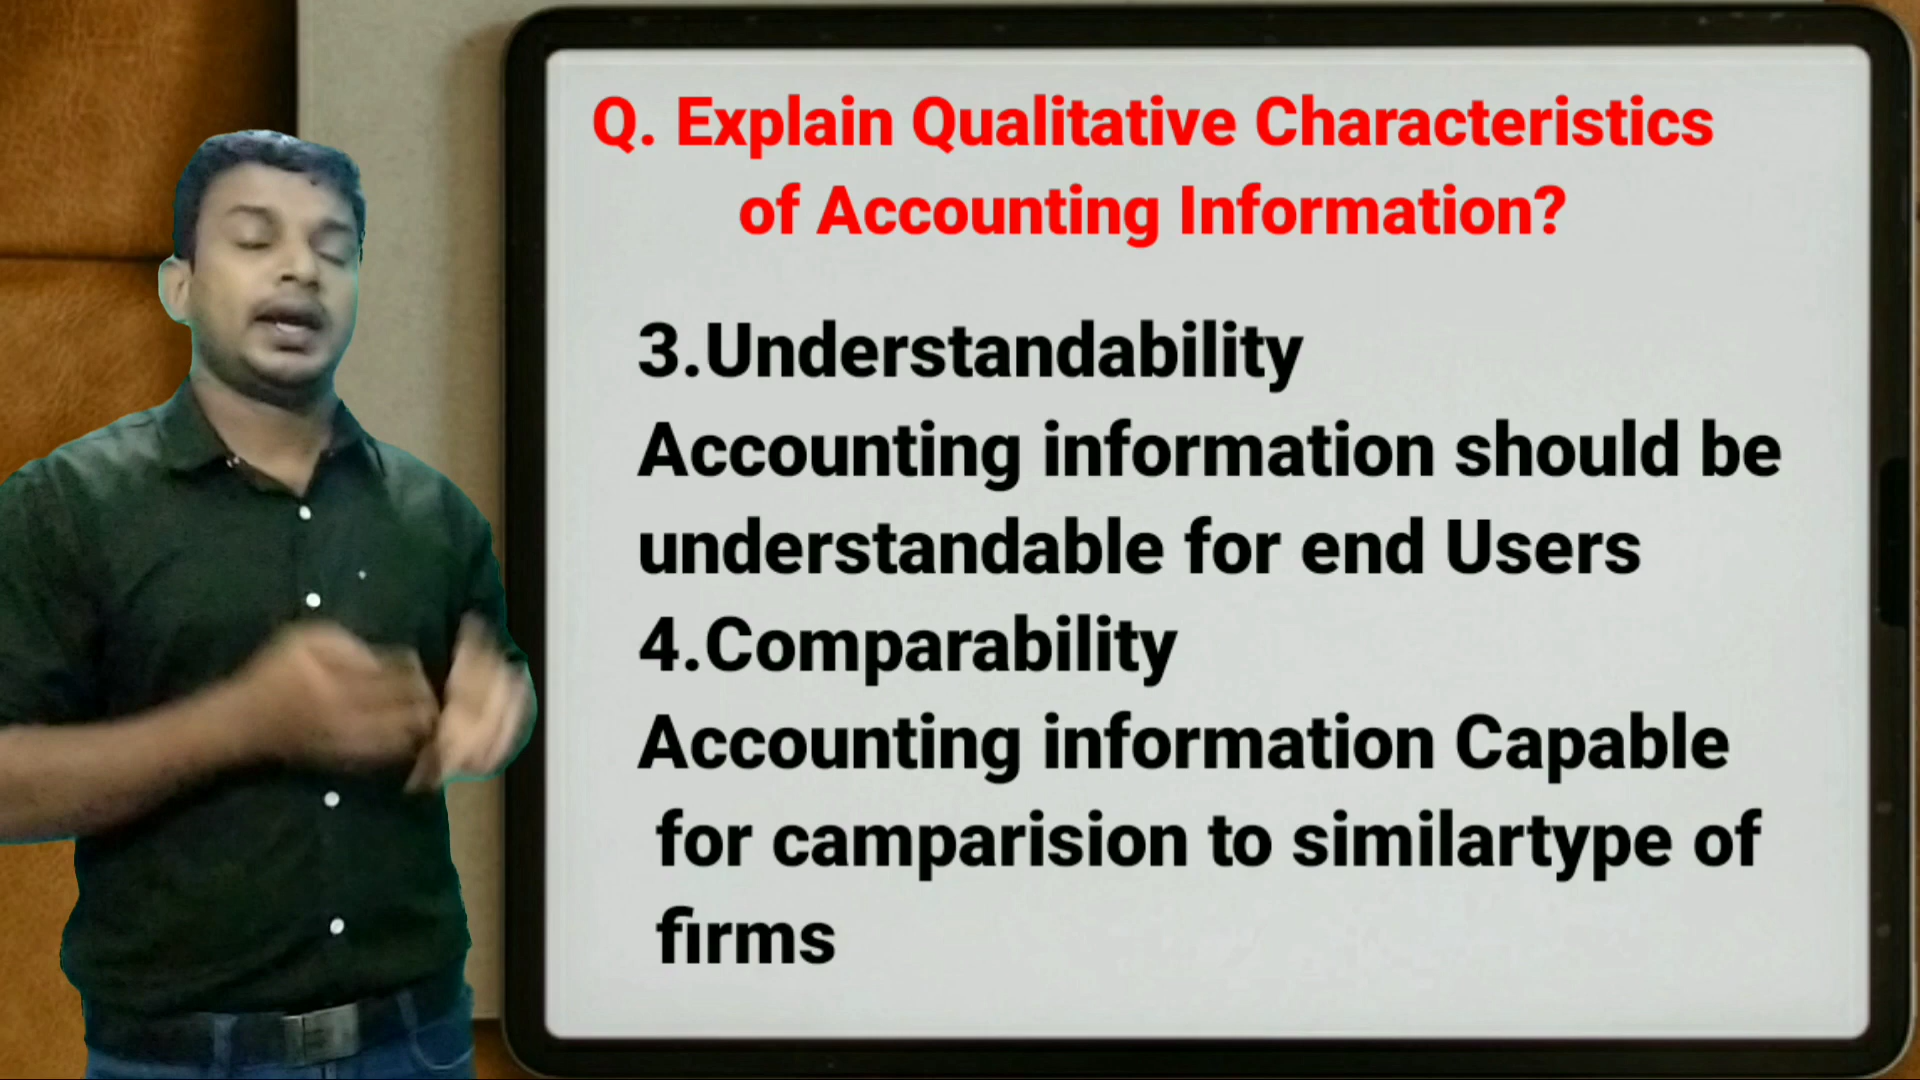 Q. Explain Qualitative Characteristics
of Accounting Information?
3.Understandability
Accounting information should be
understandable for end Users
4.Comparability
Accounting information Capable
for camparision to similartype of
firms